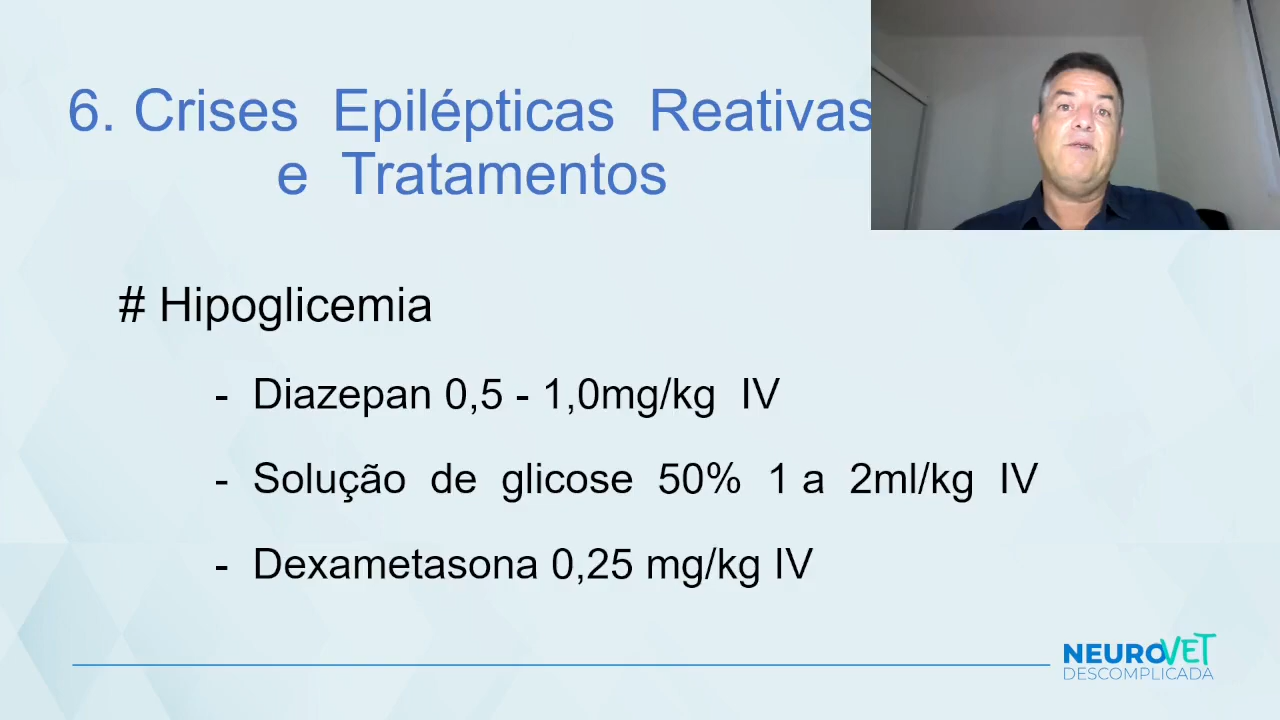 6. Crises Epilépticas Reativas
e Tratamentos
# Hipoglicemia
- Diazepan 0,5 - 1,0mg/kg IV
- Solução de glicose 50% 1 a 2ml/kg IV
- Dexametasona 0,25 mg/kg IV
NEUROVET
DESCOMPLICADA